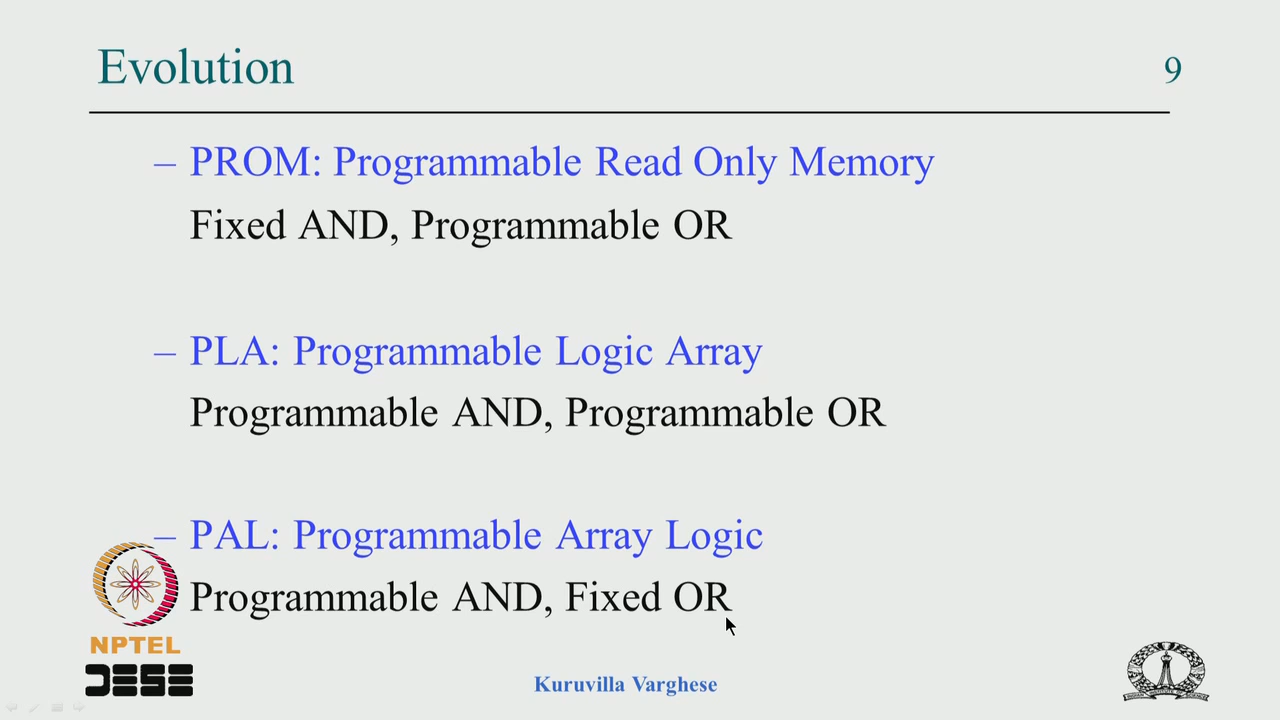 Evolution
9
– PROM: Programmable Read Only Memory
Fixed AND, Programmable OR
– PLA: Programmable Logic Array
Programmable AND, Programmable OR
– PAL: Programmable Array Logic
Programmable AND, Fixed OR
NPTEL
DESE
Kuruvilla Varghese